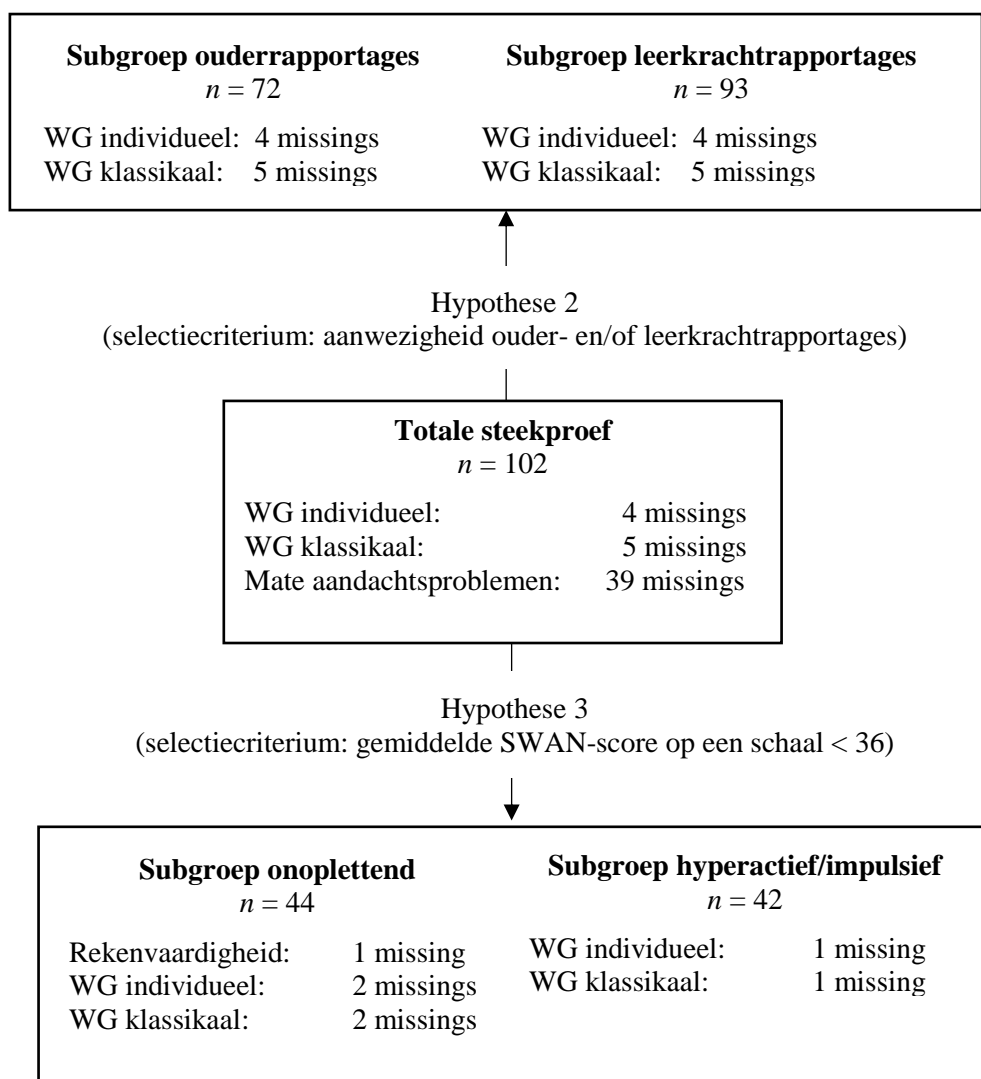 Subgroep ouderrapportages
n = 72
WG individueel: 4 missings
WG klassikaal: 5 missings
Subgroep leerkrachtrapportages
n = 93
WG individueel: 4 missings
WG klassikaal: 5 missings
Hypothese 2
(selectiecriterium: aanwezigheid ouder- en/of leerkrachtrapportages)
Totale steekproef
n = 102
WG individueel: 4 missings
WG klassikaal: 5 missings
Mate aandachtsproblemen: 39 missings
Hypothese 3
(selectiecriterium: gemiddelde SWAN-score op een schaal < 36)
Subgroep onoplettend
n = 44
Rekenvaardigheid: 1 missing
WG individueel: 2 missings
WG klassikaal: 2 missings
Subgroep hyperactief/impulsief
n = 42
WG individueel: 1 missing
WG klassikaal: 1 missing